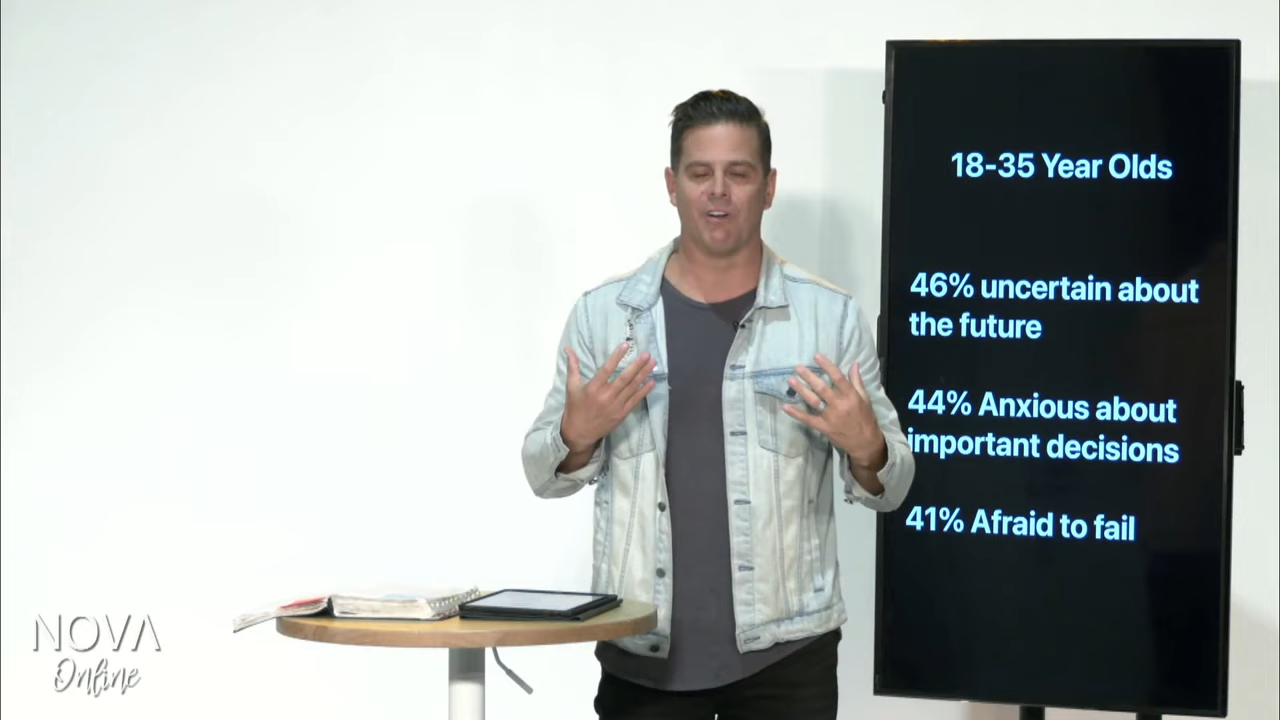 18-35 Year Olds
46% uncertain about
the future
44% Anxious about
important decisions
41% Afraid to fail
NOVA
Online